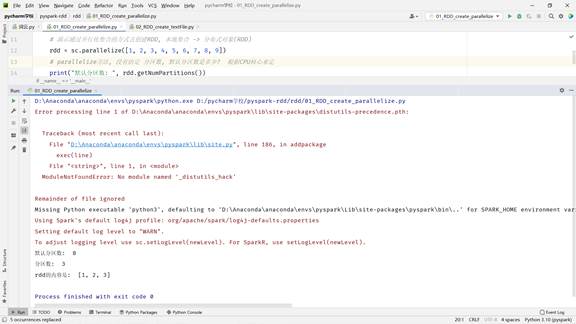 File Edit View Navigate Code Refactor Run Tools VCS Window Help pycharm学校 - 01_RDD_create_parallelize.py
pyspark-rdd rdd 01_RDD_create_parallelize.py
01_RDD_create_parallelize
词云.py 01_RDD_create_parallelize.py 02_RDD_create_textFile.py
Project
11 # 演示通过并行化集合的方式去创建RDD, 本地集合 -> 分布式对象(RDD)
12 rdd = sc.parallelize([1, 2, 3, 4, 5, 6, 7, 8, 9])
13 # parallelize方法, 没有给定 分区数, 默认分区数是多少? 根据CPU核心来定
14 print("默认分区数: ", rdd.getNumPartitions())
if __name__ == '__main__'
Run: 01_RDD_create_parallelize
D:\Anaconda\anaconda\envs\pyspark\python.exe D:/pycharm学校/pyspark-rdd/rdd/01_RDD_create_parallelize.py
Error processing line 1 of D:\Anaconda\anaconda\envs\pyspark\lib\site-packages\distutils-precedence.pth:
Traceback (most recent call last):
File "D:\Anaconda\anaconda\envs\pyspark\lib\site.py", line 186, in addpackage
exec(line)
File "<string>", line 1, in <module>
ModuleNotFoundError: No module named '_distutils_hack'
Remainder of file ignored
Missing Python executable 'python3', defaulting to 'D:\Anaconda\anaconda\envs\pyspark\Lib\site-packages\pyspark\bin\..' for SPARK_HOME environment vari
Using Spark's default log4j profile: org/apache/spark/log4j-defaults.properties
Setting default log level to "WARN".
To adjust logging level use sc.setLogLevel(newLevel). For SparkR, use setLogLevel(newLevel).
默认分区数: 8
分区数: 3
rdd的内容是: [1, 2, 3]
Process finished with exit code 0
Structure
Favorites
Run TODO Problems Terminal Python Packages Python Console Event Log
5 occurrences replaced 20:1 CRLF UTF-8 4 spaces Python 3.10 (pyspark)